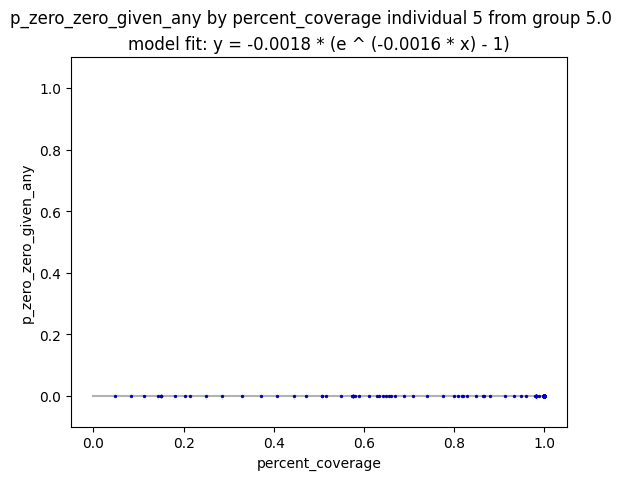 p_zero_zero_given_any by percent_coverage individual 5 from group 5.0
model fit: y = -0.0018 * (e ^ (-0.0016 * x) - 1)
1.0
0.8
0.6
0.4
0.2
0.0
p_zero_zero_given_any
0.0 0.2 0.4 0.6 0.8 1.0
percent_coverage